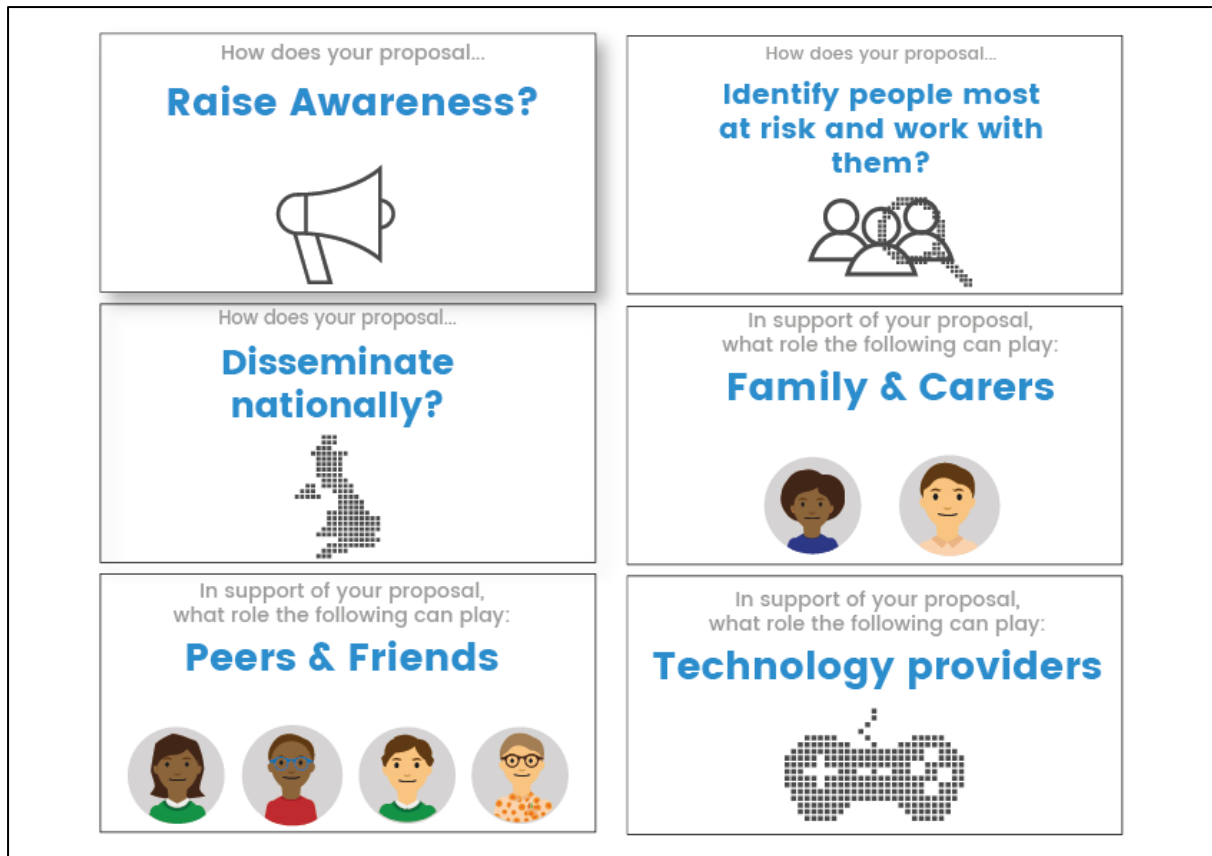 How does your proposal...
Raise Awareness?
How does your proposal...
Identify people most
at risk and work with
them?
How does your proposal...
Disseminate
nationally?
In support of your proposal,
what role the following can play:
Family & Carers
In support of your proposal,
what role the following can play:
Peers & Friends
In support of your proposal,
what role the following can play:
Technology providers